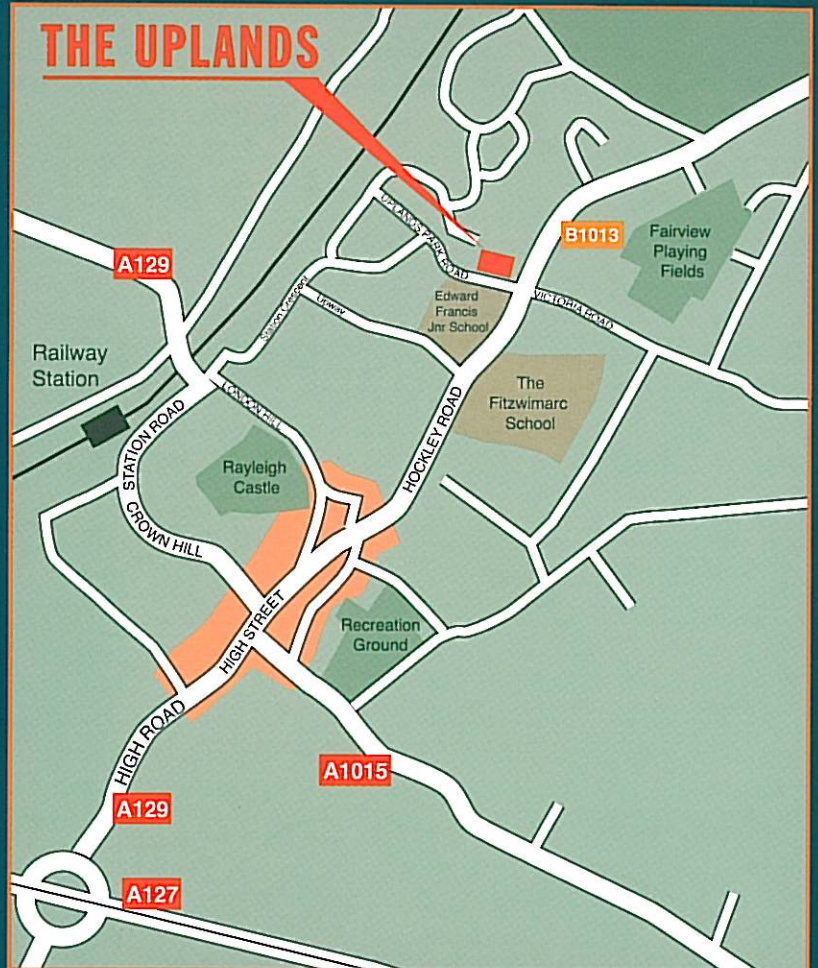 THE UPLANDS
UPLANDS PARK ROAD
B1013
Fairview
Playing
Fields
A129
Edward
Francis
Jnr School
VICTORIA ROAD
Station Crescent
Upway
Railway
Station
The
Fitzwimarc
School
LONDON HILL
STATION ROAD
HOCKLEY ROAD
Rayleigh
Castle
CROWN HILL
HIGH STREET
Recreation
Ground
HIGH ROAD
A1015
A129
A127